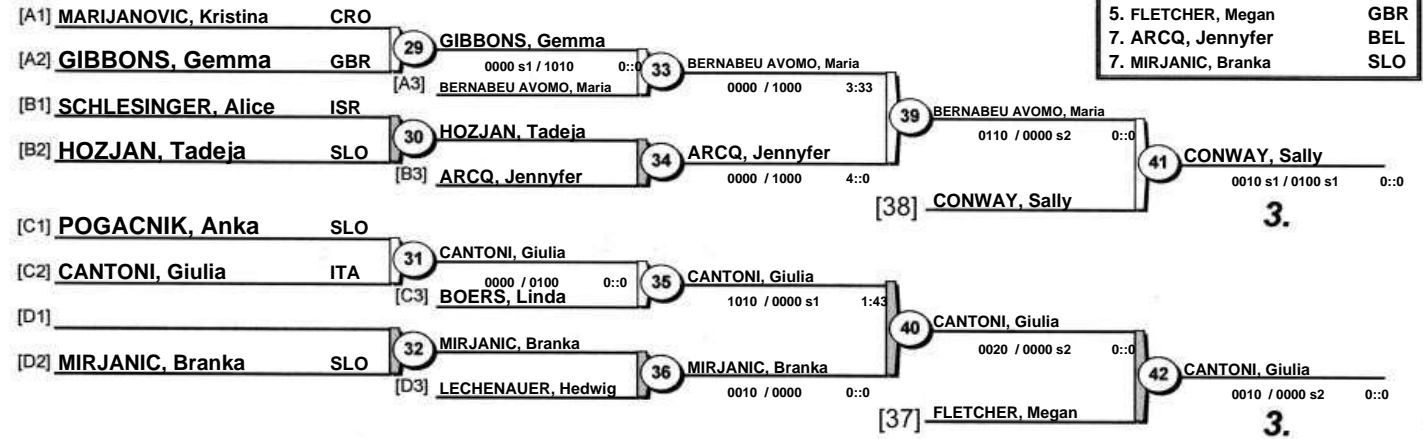 [A1] MARIJANOVIC, Kristina CRO
5. FLETCHER, Megan GBR
29 GIBBONS, Gemma
7. ARCQ, Jennyfer BEL
[A2] GIBBONS, Gemma GBR
0000 s1 / 1010 0::0
33 BERNABEU AVOMO, Maria
7. MIRJANIC, Branka SLO
[A3] BERNABEU AVOMO, Maria
0000 / 1000 3:33
[B1] SCHLESINGER, Alice ISR
39 BERNABEU AVOMO, Maria
30 HOZJAN, Tadeja
0110 / 0000 s2 0::0
[B2] HOZJAN, Tadeja SLO
34 ARCQ, Jennyfer
41 CONWAY, Sally
[B3] ARCQ, Jennyfer
0000 / 1000 4::0
0010 s1 / 0100 s1 0::0
[38] CONWAY, Sally
3.
[C1] POGACNIK, Anka SLO
31 CANTONI, Giulia
[C2] CANTONI, Giulia ITA
0000 / 0100 0::0
35 CANTONI, Giulia
[C3] BOERS, Linda
1010 / 0000 s1 1:43
[D1]
40 CANTONI, Giulia
32 MIRJANIC, Branka
0020 / 0000 s2 0::0
[D2] MIRJANIC, Branka SLO
36 MIRJANIC, Branka
42 CANTONI, Giulia
[D3] LECHENAUER, Hedwig
0010 / 0000 0::0
0010 / 0000 s2 0::0
[37] FLETCHER, Megan
3.